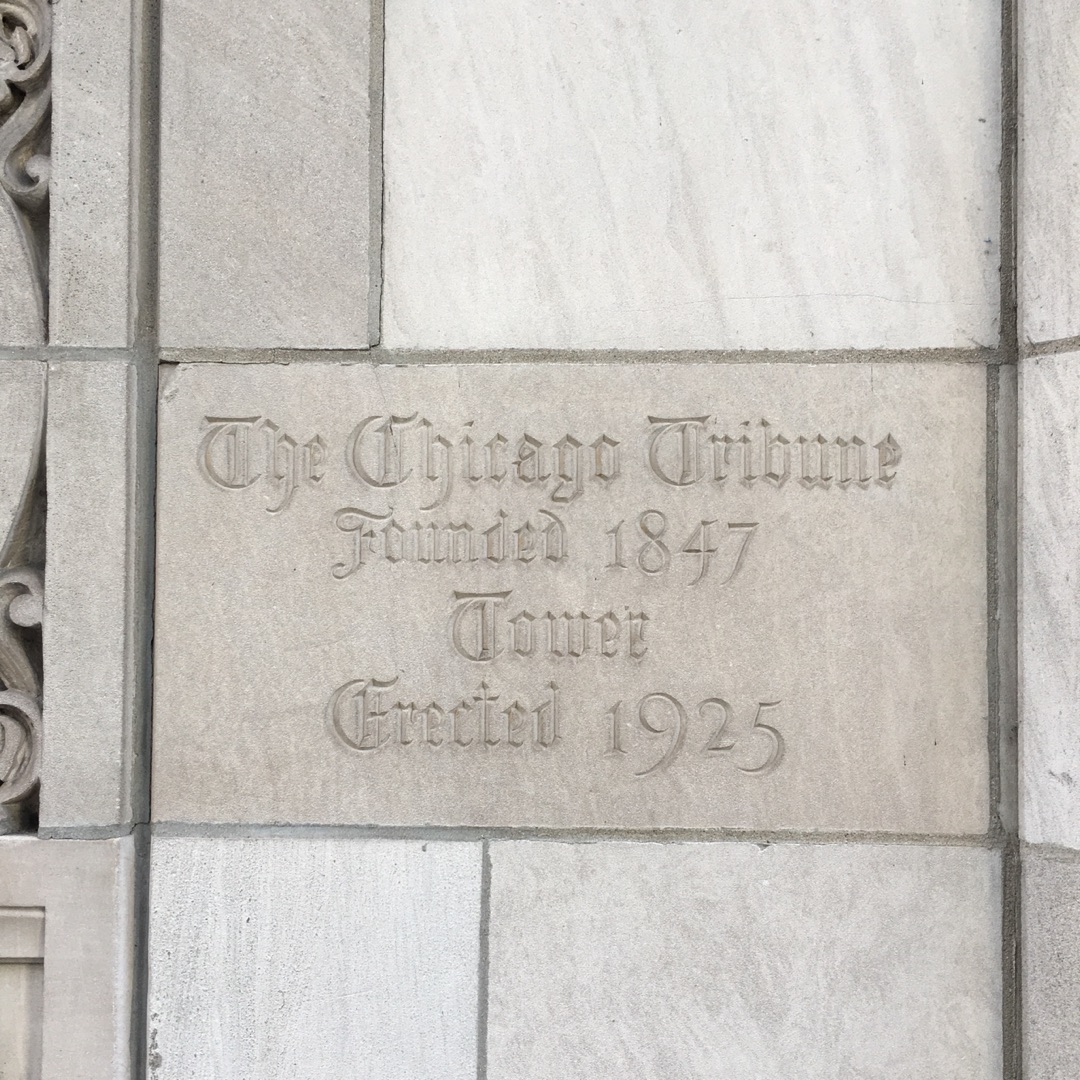 The Chicago Tribune
Founded 1847
Tower
Erected 1925